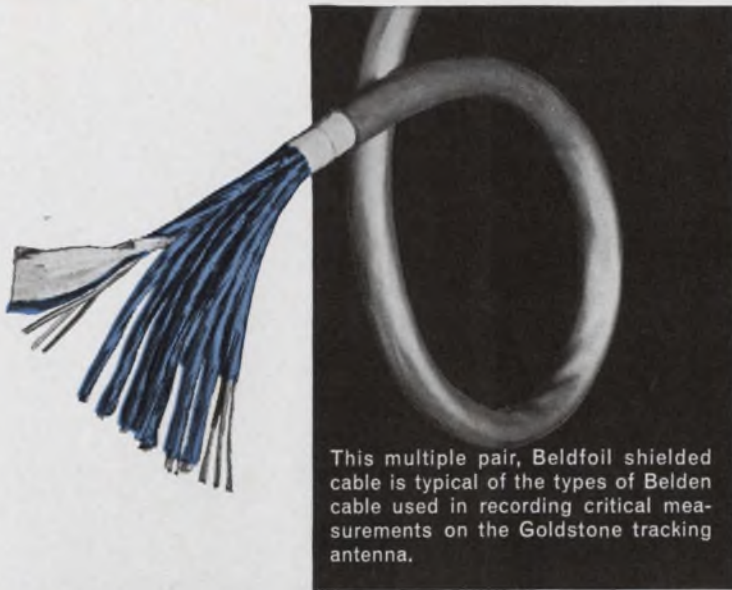 This multiple pair, Beldfoil shielded
cable is typical of the types of Belden
cable used in recording critical mea-
surements on the Goldstone tracking
antenna.